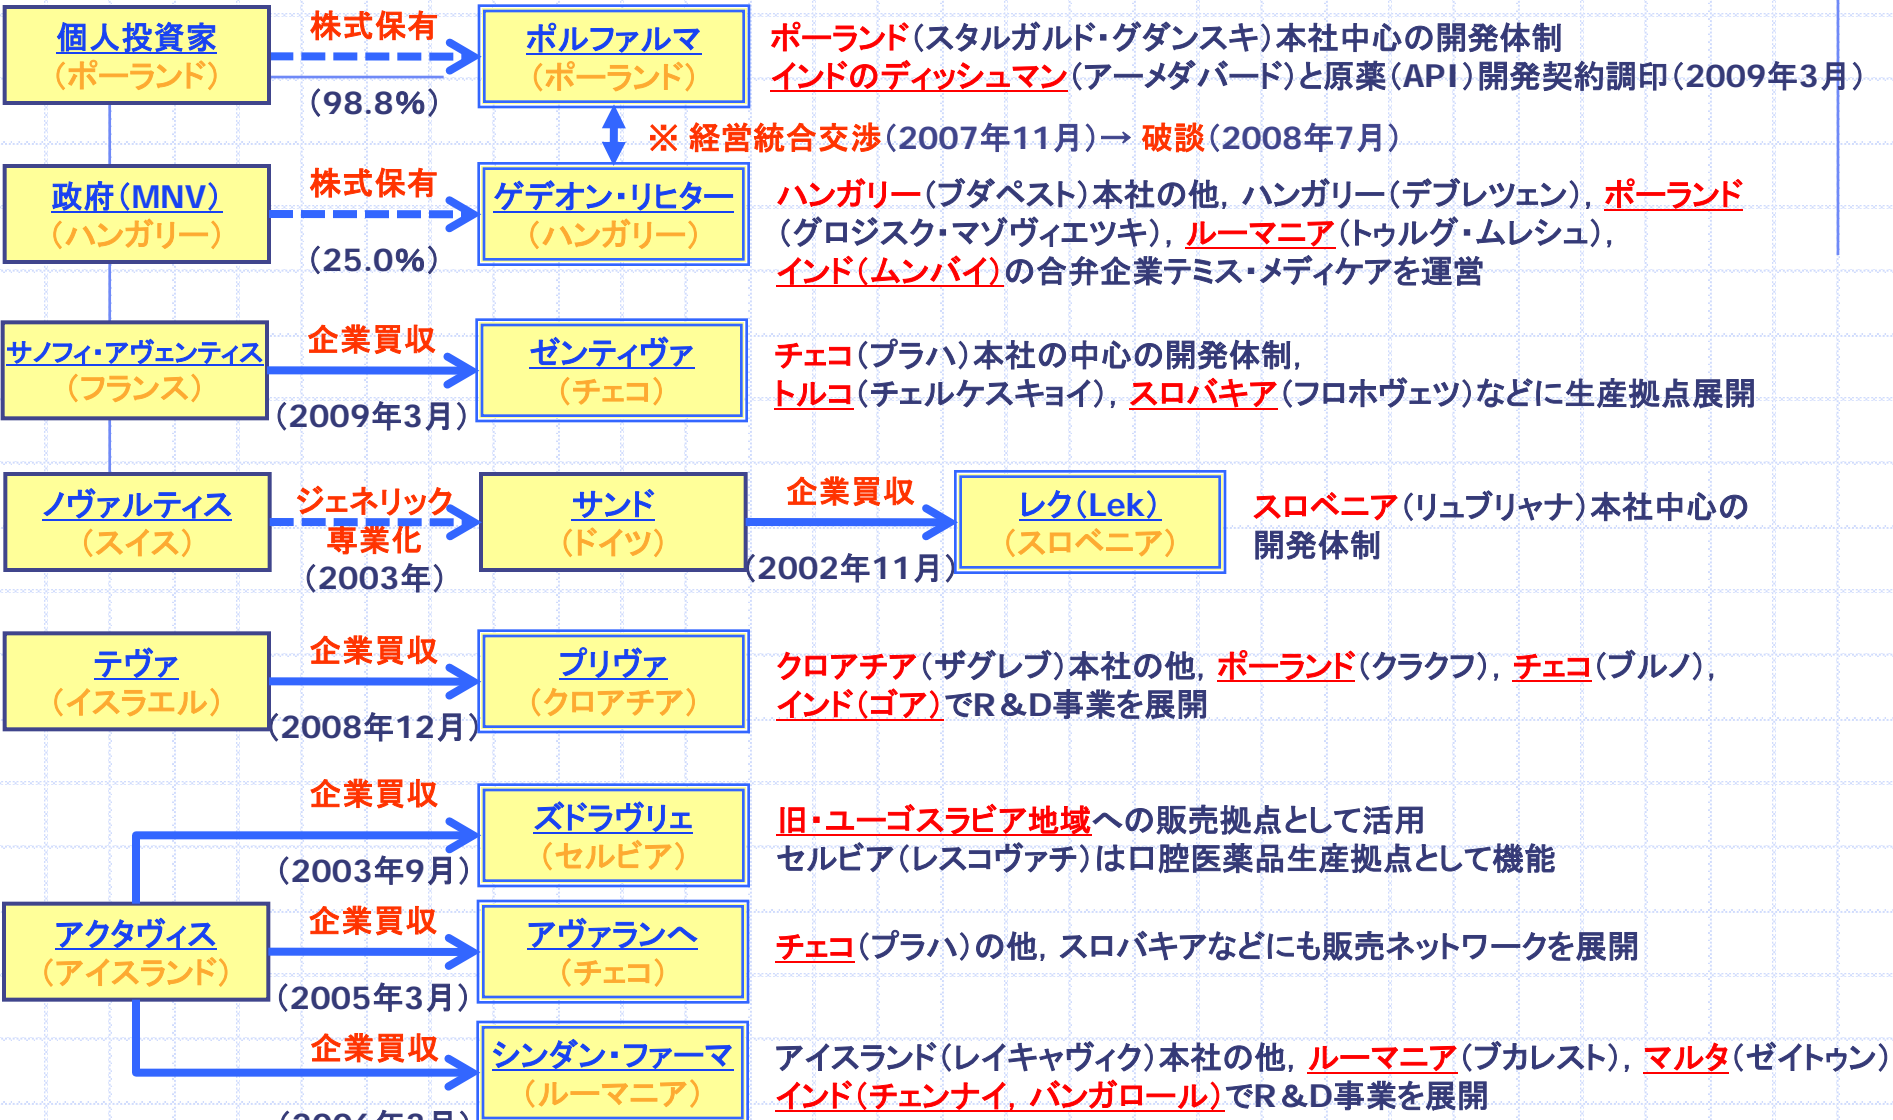 個人投資家
（ポーランド）
株式保有
（98.8%）
ポルファルマ
（ポーランド）
ポーランド（スタルガルド・グダンスキ）本社中心の開発体制
インドのディッシュマン（アーメダバード）と原薬（API）開発契約調印（2009年3月）
※ 経営統合交渉（2007年11月）→ 破談（2008年7月）
政府（MNV）
（ハンガリー）
株式保有
（25.0%）
ゲデオン・リヒター
（ハンガリー）
ハンガリー（ブダペスト）本社の他，ハンガリー（デブレツェン），ポーランド
（グロジスク・マゾヴィエツキ），ルーマニア（トゥルグ・ムレシュ），
インド（ムンバイ）の合弁企業テミス・メディケアを運営
サノフィ・アヴェンティス
（フランス）
企業買収
（2009年3月）
ゼンティヴァ
（チェコ）
チェコ（プラハ）本社の中心の開発体制，
トルコ（チェルケスキョイ），スロバキア（フロホヴェツ）などに生産拠点展開
ノヴァルティス
（スイス）
ジェネリック
専業化
（2003年）
サンド
（ドイツ）
企業買収
（2002年11月）
レク（Lek）
（スロベニア）
スロベニア（リュブリャナ）本社中心の
開発体制
テヴァ
（イスラエル）
企業買収
（2008年12月）
プリヴァ
（クロアチア）
クロアチア（ザグレブ）本社の他，ポーランド（クラクフ），チェコ（ブルノ），
インド（ゴア）でR＆D事業を展開
企業買収
（2003年9月）
ズドラヴリェ
（セルビア）
旧・ユーゴスラビア地域への販売拠点として活用
セルビア（レスコヴァチ）は口腔医薬品生産拠点として機能
アクタヴィス
（アイスランド）
企業買収
（2005年3月）
アヴァランヘ
（チェコ）
チェコ（プラハ）の他，スロバキアなどにも販売ネットワークを展開
企業買収
シンダン・ファーマ
（ルーマニア）
アイスランド（レイキャヴィク）本社の他，ルーマニア（ブカレスト），マルタ（ゼイトゥン）
インド（チェンナイ，バンガロール）でR＆D事業を展開